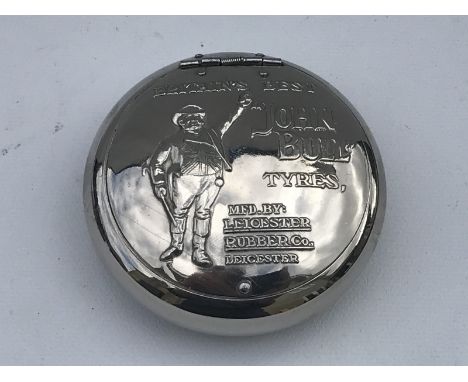 BRITAIN'S BEST
"JOHN
BULL"
TYRES,
MFD. BY:
LEICESTER
RUBBER Co.
LEICESTER